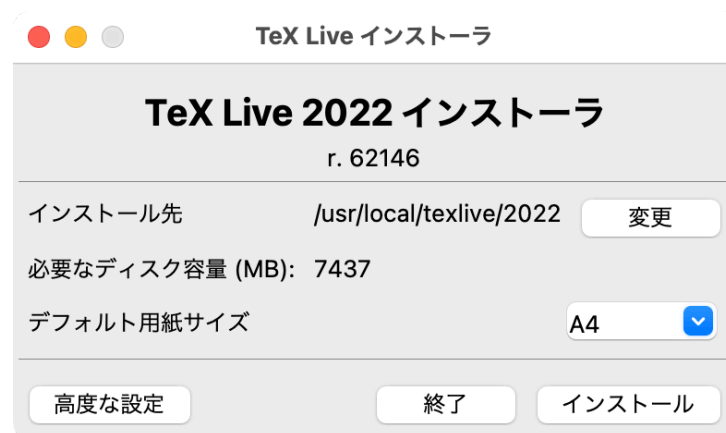 TeX Live インストーラ
TeX Live 2022 インストーラ
r. 62146
インストール先 /usr/local/texlive/2022 変更
必要なディスク容量 (MB): 7437
デフォルト用紙サイズ A4
高度な設定 終了 インストール